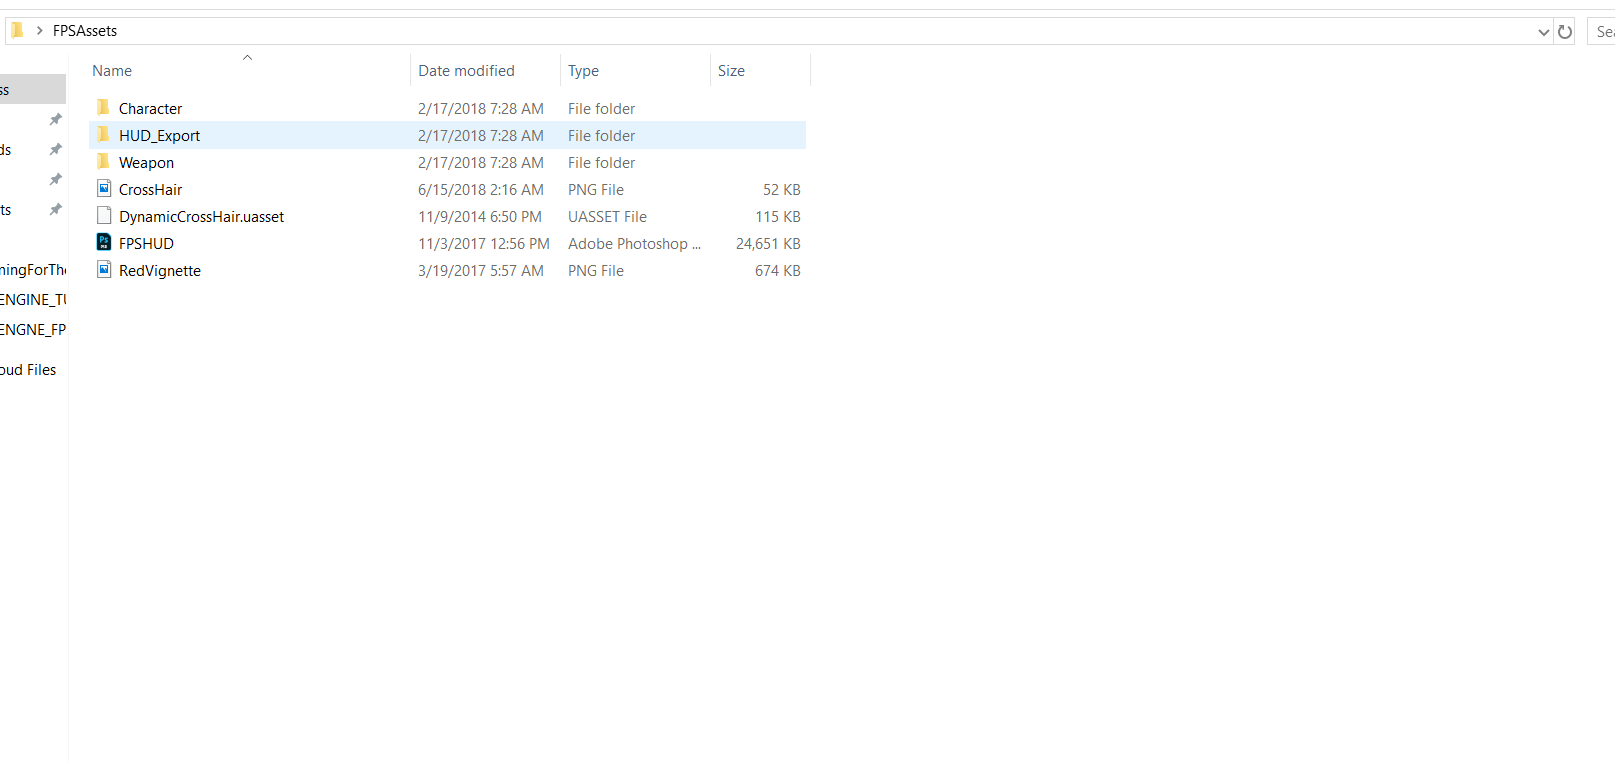 FPSAssets
Sea
Name Date modified Type Size
ss
Character 2/17/2018 7:28 AM File folder
HUD_Export 2/17/2018 7:28 AM File folder
ds
Weapon 2/17/2018 7:28 AM File folder
CrossHair 6/15/2018 2:16 AM PNG File 52 KB
ts
DynamicCrossHair.uasset 11/9/2014 6:50 PM UASSET File 115 KB
FPSHUD 11/3/2017 12:56 PM Adobe Photoshop ... 24,651 KB
mingForThe
RedVignette 3/19/2017 5:57 AM PNG File 674 KB
ENGINE_TU
ENGNE_FP
oud Files